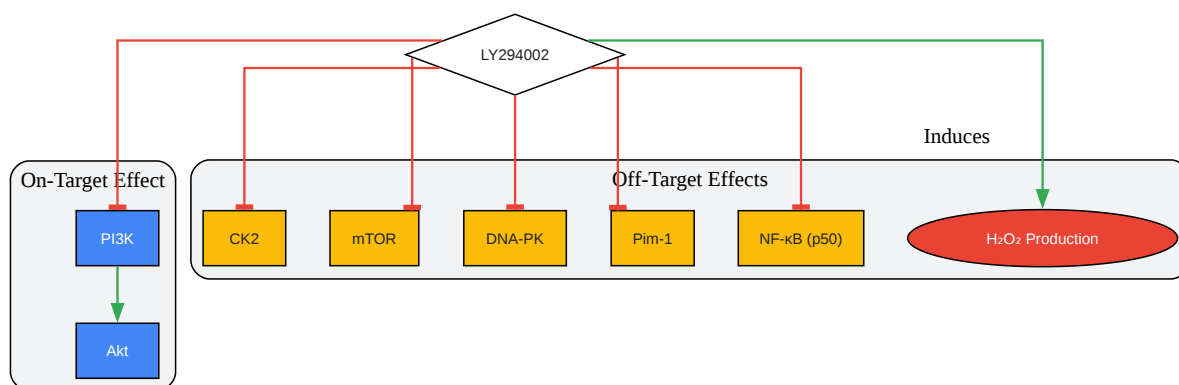 LY294002
Induces
On-Target Effect
Off-Target Effects
PI3K
CK2
mTOR
DNA-PK
Pim-1
NF-κB (p50)
H₂O₂ Production
Akt